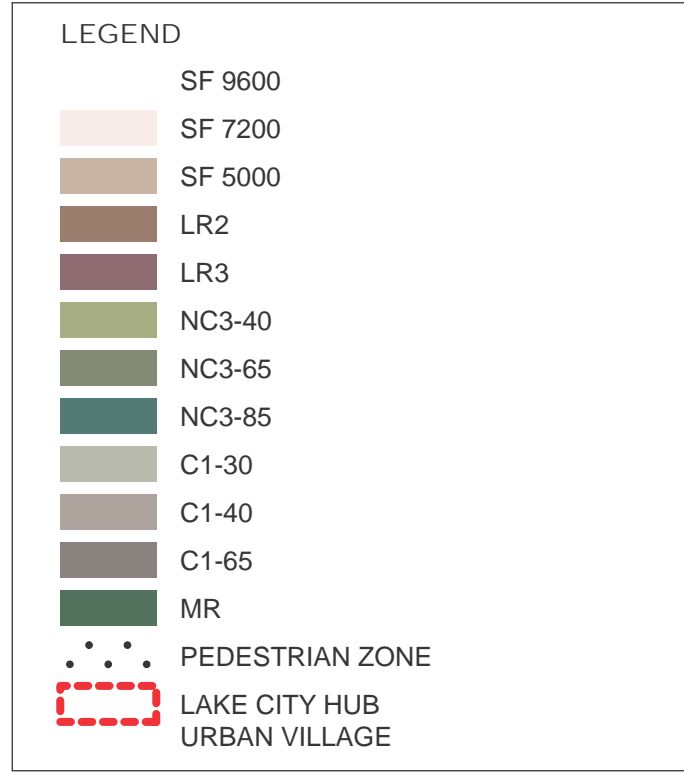 LEGEND
SF 9600
SF 7200
SF 5000
LR2
LR3
NC3-40
NC3-65
NC3-85
C1-30
C1-40
C1-65
MR
PEDESTRIAN ZONE
LAKE CITY HUB
URBAN VILLAGE